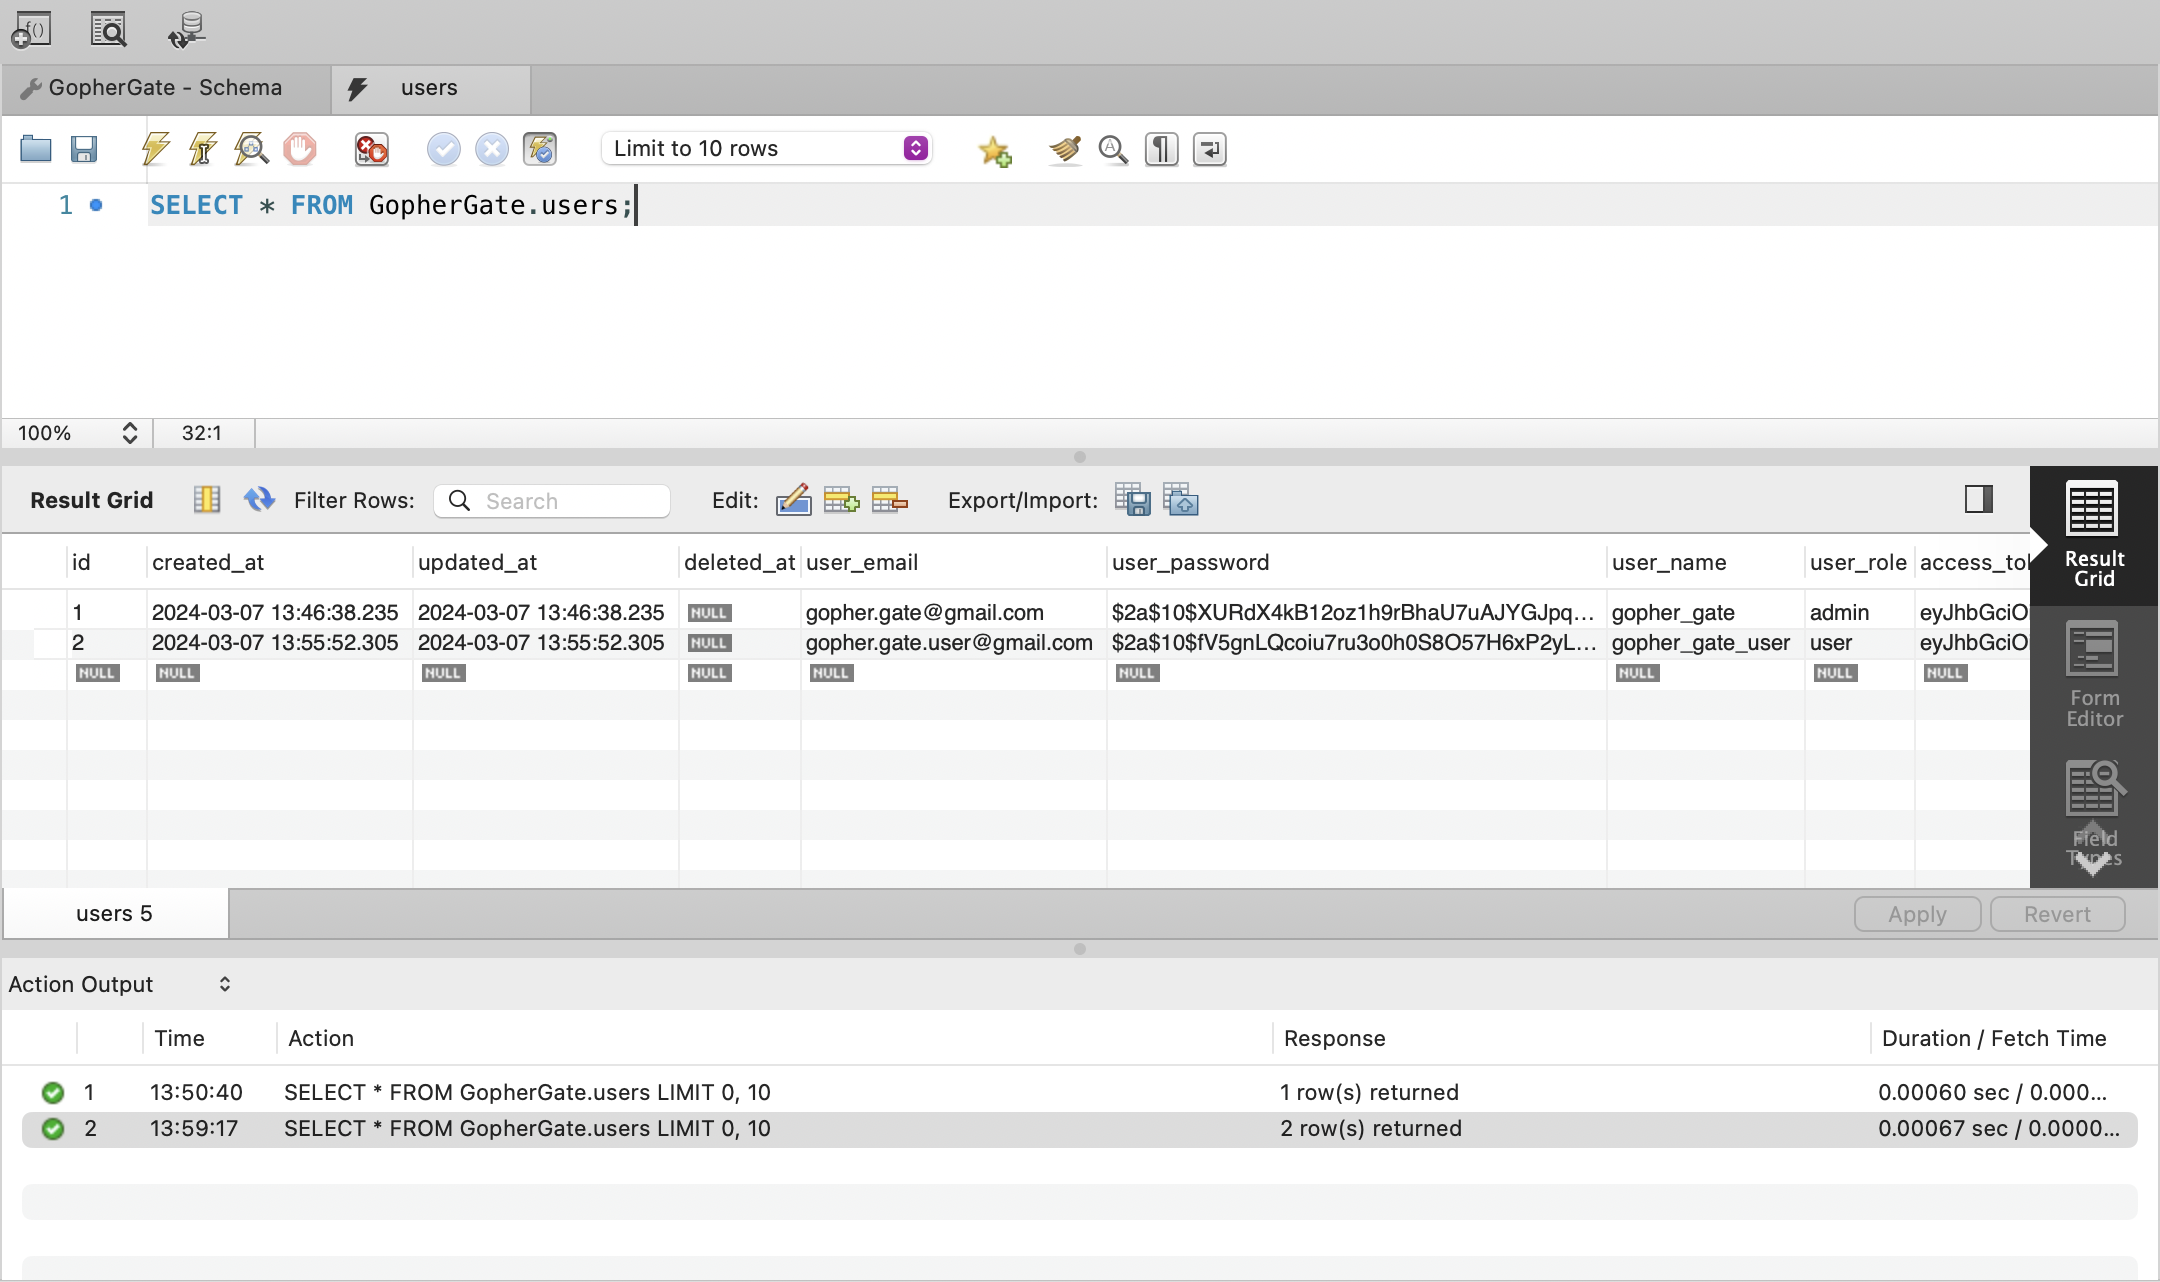 GopherGate - Schema
users
Limit to 10 rows
1
SELECT * FROM GopherGate.users;
100%
32:1
Result Grid
Filter Rows:
Search
Edit:
Export/Import:
Result
Grid
id created_at updated_at deleted_at user_email user_password user_name user_role access_to
1 2024-03-07 13:46:38.235 2024-03-07 13:46:38.235 NULL gopher.gate@gmail.com $2a$10$XURdX4kB12oz1h9rBhaU7uAJYGJpq... gopher_gate admin eyJhbGciO
2 2024-03-07 13:55:52.305 2024-03-07 13:55:52.305 NULL gopher.gate.user@gmail.com $2a$10$fV5gnLQcoiu7ru3o0h0S8O57H6xP2yL... gopher_gate_user user eyJhbGciO
NULL NULL NULL NULL NULL NULL NULL NULL NULL
Form
Editor
Field
Types
users 5
Apply
Revert
Action Output
Time Action Response Duration / Fetch Time
1 13:50:40 SELECT * FROM GopherGate.users LIMIT 0, 10 1 row(s) returned 0.00060 sec / 0.000...
2 13:59:17 SELECT * FROM GopherGate.users LIMIT 0, 10 2 row(s) returned 0.00067 sec / 0.0000...